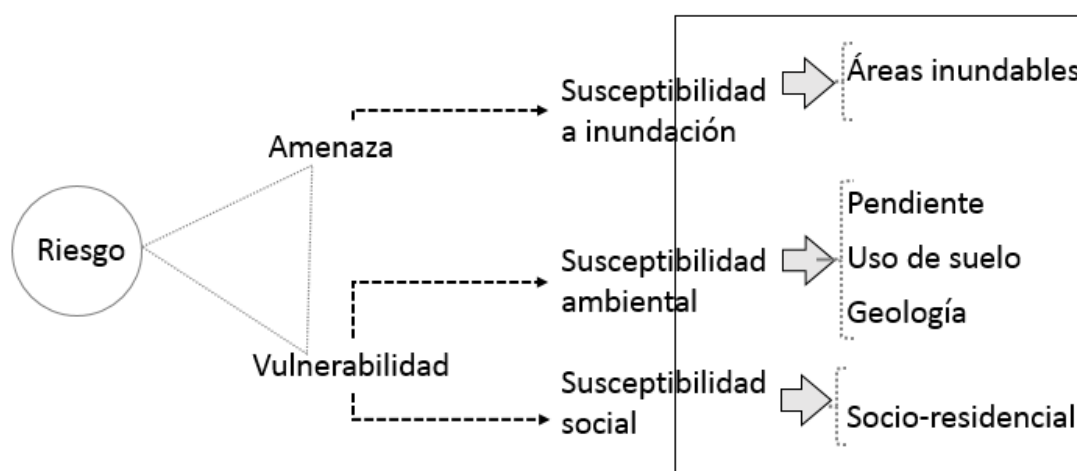 Riesgo
Amenaza
Vulnerabilidad
Susceptibilidad
a inundación
Áreas inundables
Susceptibilidad
ambiental
Pendiente
Uso de suelo
Geología
Susceptibilidad
social
Socio-residencial